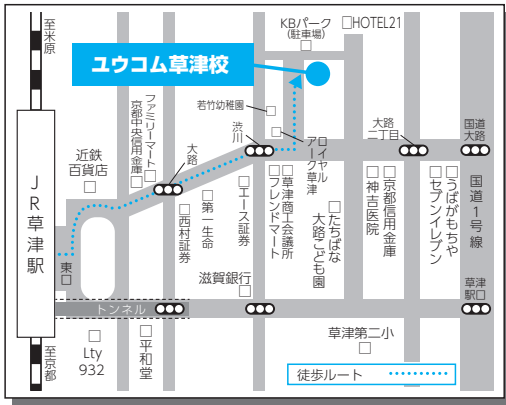 至米原
KBパーク
(駐車場)
HOTEL21
ユウコム草津校
若竹幼稚園
ロイヤル
アーク草津
渋川
大路
二丁目
国道
大路
ファミリーマート
京都中央信用金庫
大路
近鉄
百貨店
JR草津駅
東口
西村証券
第一生命
エース証券
草津商工会議所
フレンドマート
たちばな
大路こども園
京都信用金庫
神吉医院
うばがもちや
セブンイレブン
国道1号線
滋賀銀行
草津
駅口
トンネル
Lty
932
平和堂
草津第二小
至京都
徒歩ルート